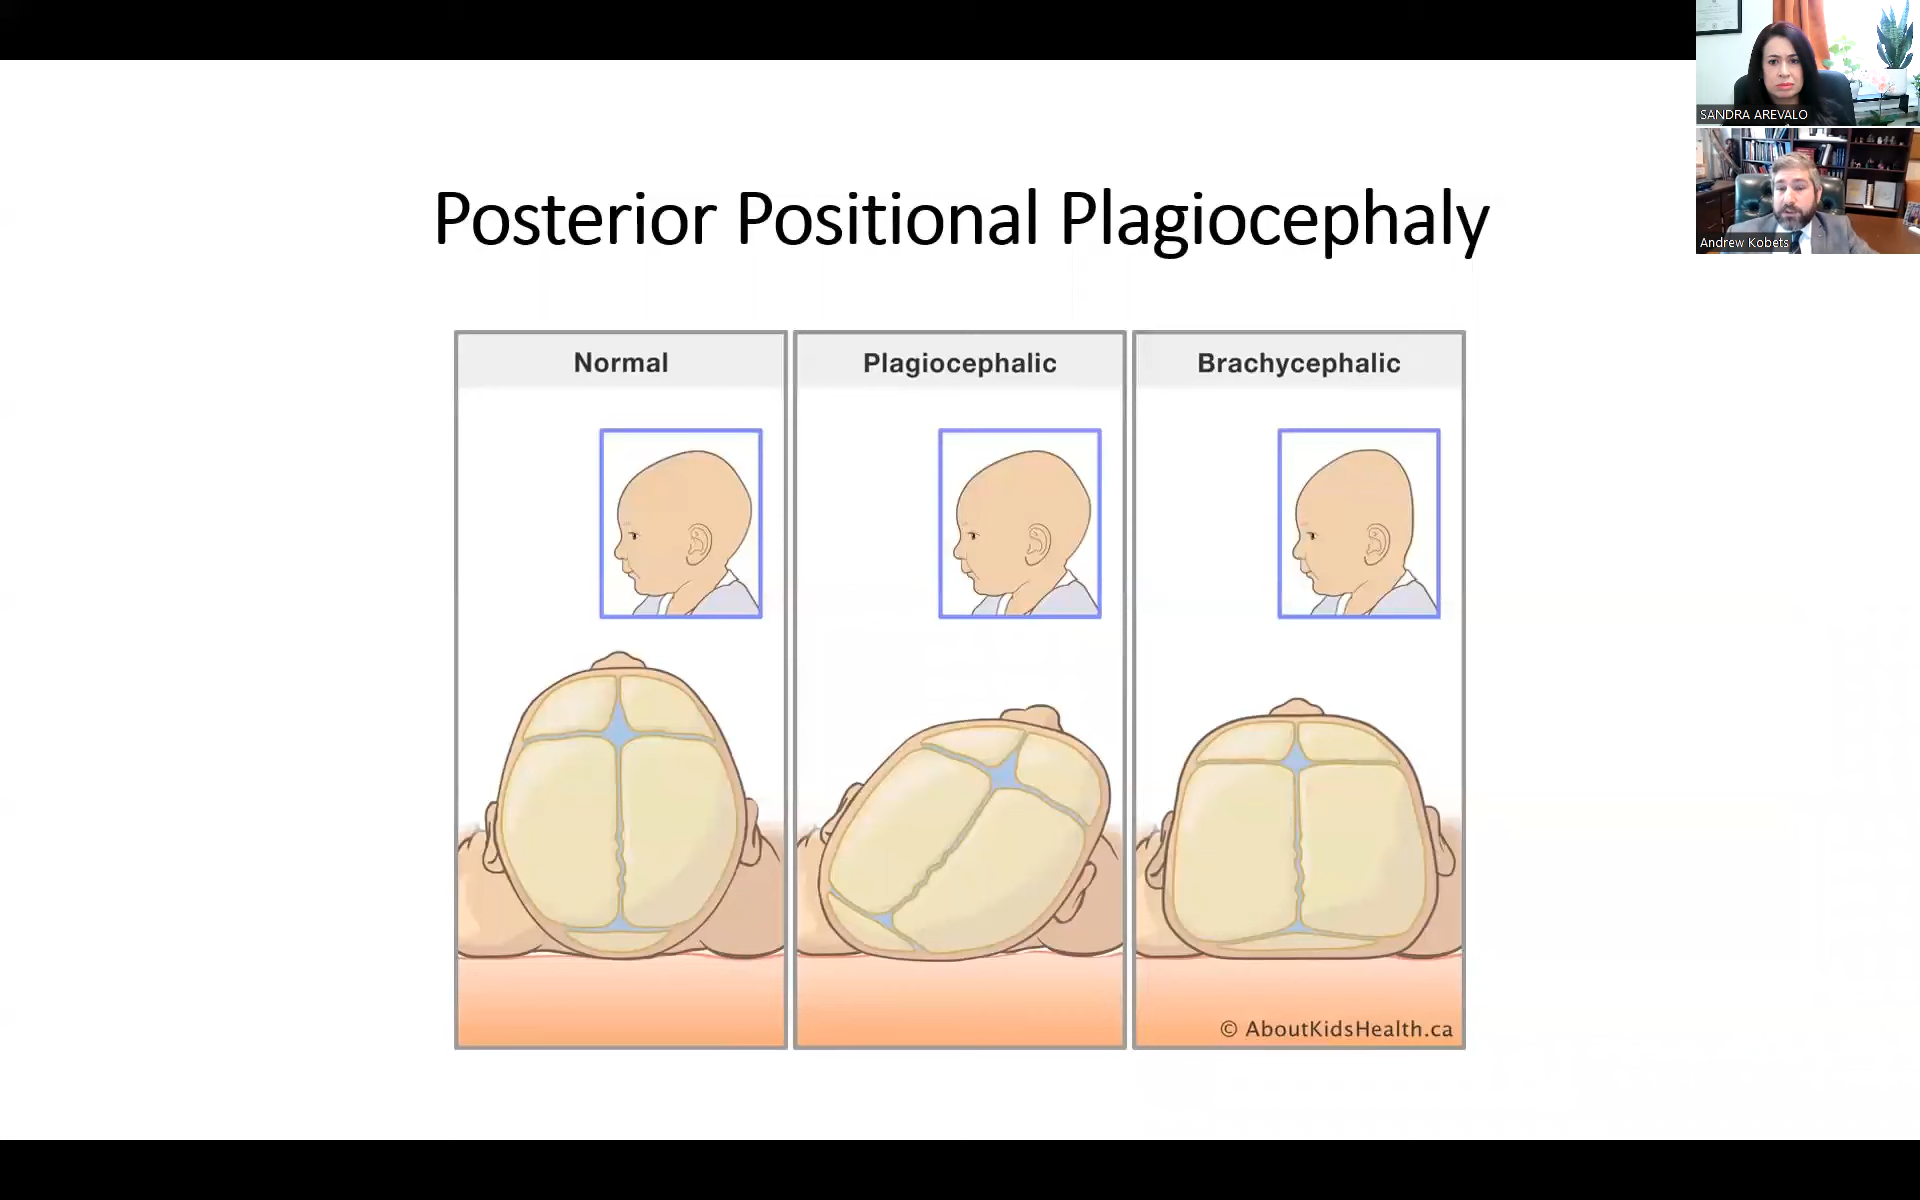 SANDRA AREVALO
Andrew Kobets
Posterior Positional Plagiocephaly
Normal
Plagiocephalic
Brachycephalic
© AboutKidsHealth.ca